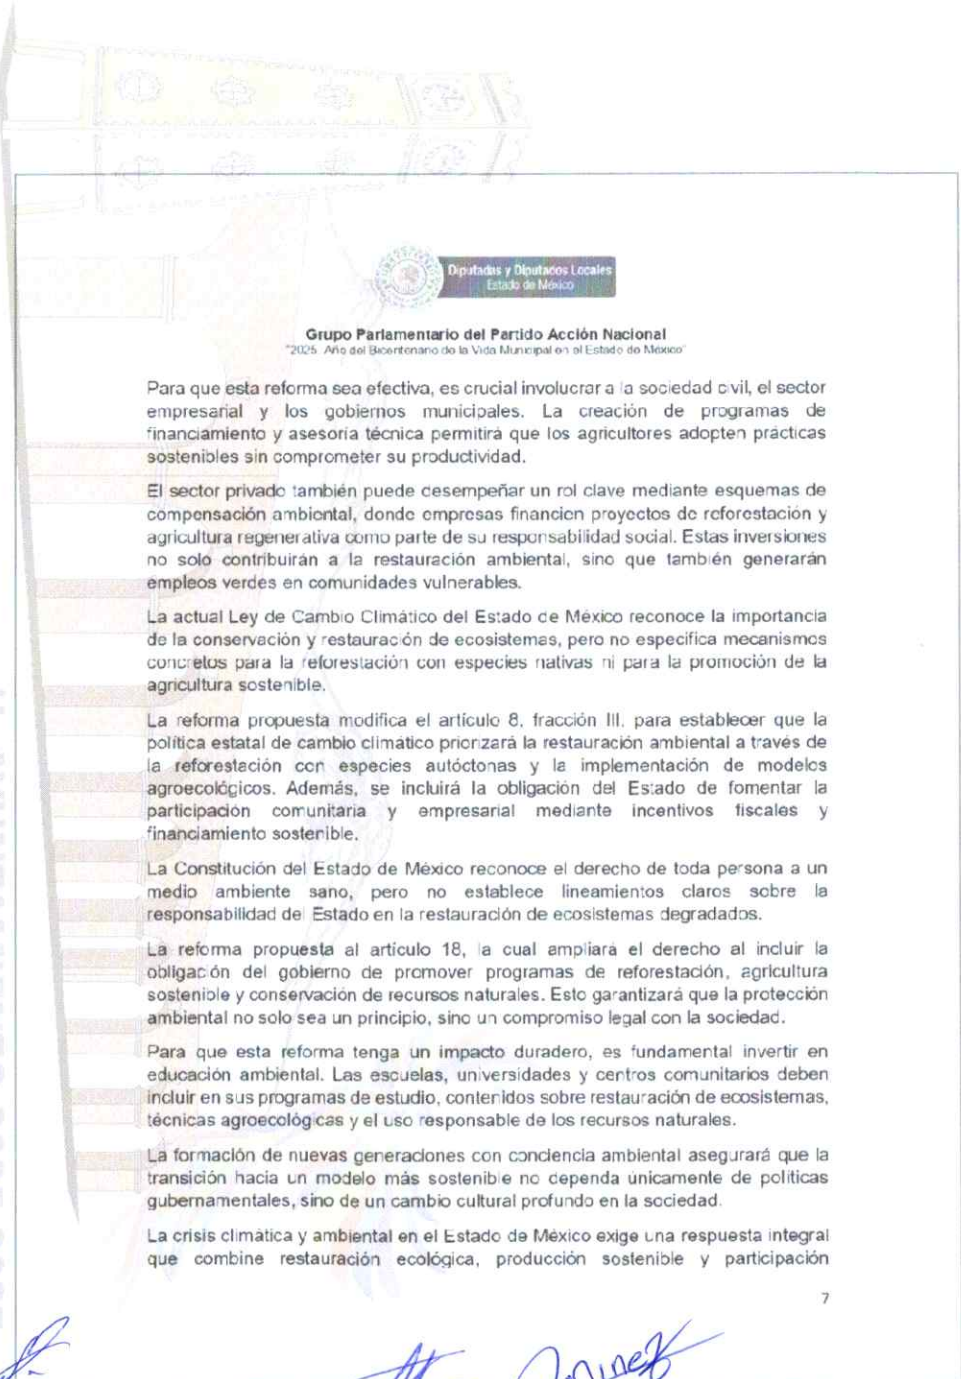 Diputadas y Diputados Locales
Estado de México
Grupo Parlamentario del Partido Acción Nacional
"2025. Año del Bicentenario de la Vida Municipal en el Estado de México"
Para que esta reforma sea efectiva, es crucial involucrar a la sociedad civil, el sector
empresarial y los gobiernos municipales. La creación de programas de
financiamiento y asesoría técnica permitirá que los agricultores adopten prácticas
sostenibles sin comprometer su productividad.
El sector privado también puede desempeñar un rol clave mediante esquemas de
compensación ambiental, donde empresas financien proyectos de reforestación y
agricultura regenerativa como parte de su responsabilidad social. Estas inversiones
no solo contribuirán a la restauración ambiental, sino que también generarán
empleos verdes en comunidades vulnerables.
La actual Ley de Cambio Climático del Estado de México reconoce la importancia
de la conservación y restauración de ecosistemas, pero no especifica mecanismos
concretos para la reforestación con especies nativas ni para la promoción de la
agricultura sostenible.
La reforma propuesta modifica el artículo 8, fracción III, para establecer que la
política estatal de cambio climático priorizará la restauración ambiental a través de
la reforestación con especies autóctonas y la implementación de modelos
agroecológicos. Además, se incluirá la obligación del Estado de fomentar la
participación comunitaria y empresarial mediante incentivos fiscales y
financiamiento sostenible.
La Constitución del Estado de México reconoce el derecho de toda persona a un
medio ambiente sano, pero no establece lineamientos claros sobre la
responsabilidad del Estado en la restauración de ecosistemas degradados.
La reforma propuesta al artículo 18, la cual ampliará el derecho al incluir la
obligación del gobierno de promover programas de reforestación, agricultura
sostenible y conservación de recursos naturales. Esto garantizará que la protección
ambiental no solo sea un principio, sino un compromiso legal con la sociedad.
Para que esta reforma tenga un impacto duradero, es fundamental invertir en
educación ambiental. Las escuelas, universidades y centros comunitarios deben
incluir en sus programas de estudio, contenidos sobre restauración de ecosistemas,
técnicas agroecológicas y el uso responsable de los recursos naturales.
La formación de nuevas generaciones con conciencia ambiental asegurará que la
transición hacia un modelo más sostenible no dependa únicamente de políticas
gubernamentales, sino de un cambio cultural profundo en la sociedad.
La crisis climática y ambiental en el Estado de México exige una respuesta integral
que combine restauración ecológica, producción sostenible y participación
7